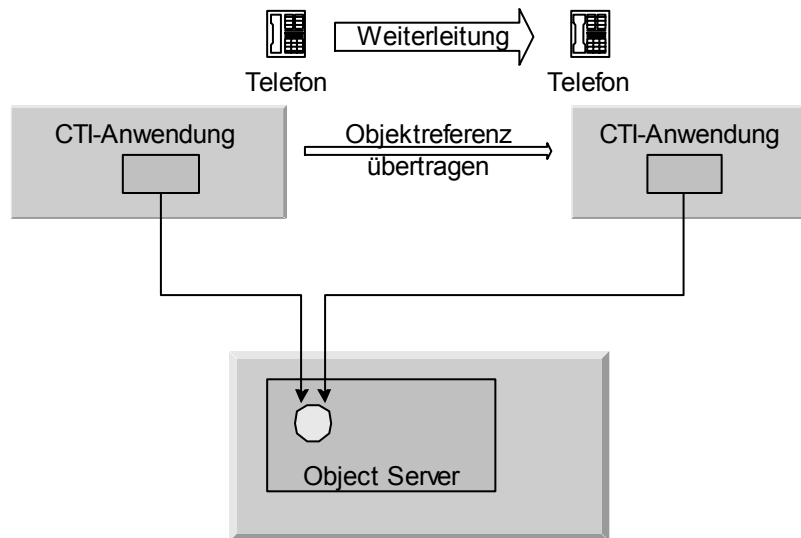 Weiterleitung
Telefon
Telefon
CTI-Anwendung
Objektreferenz
übertragen
CTI-Anwendung
Object Server